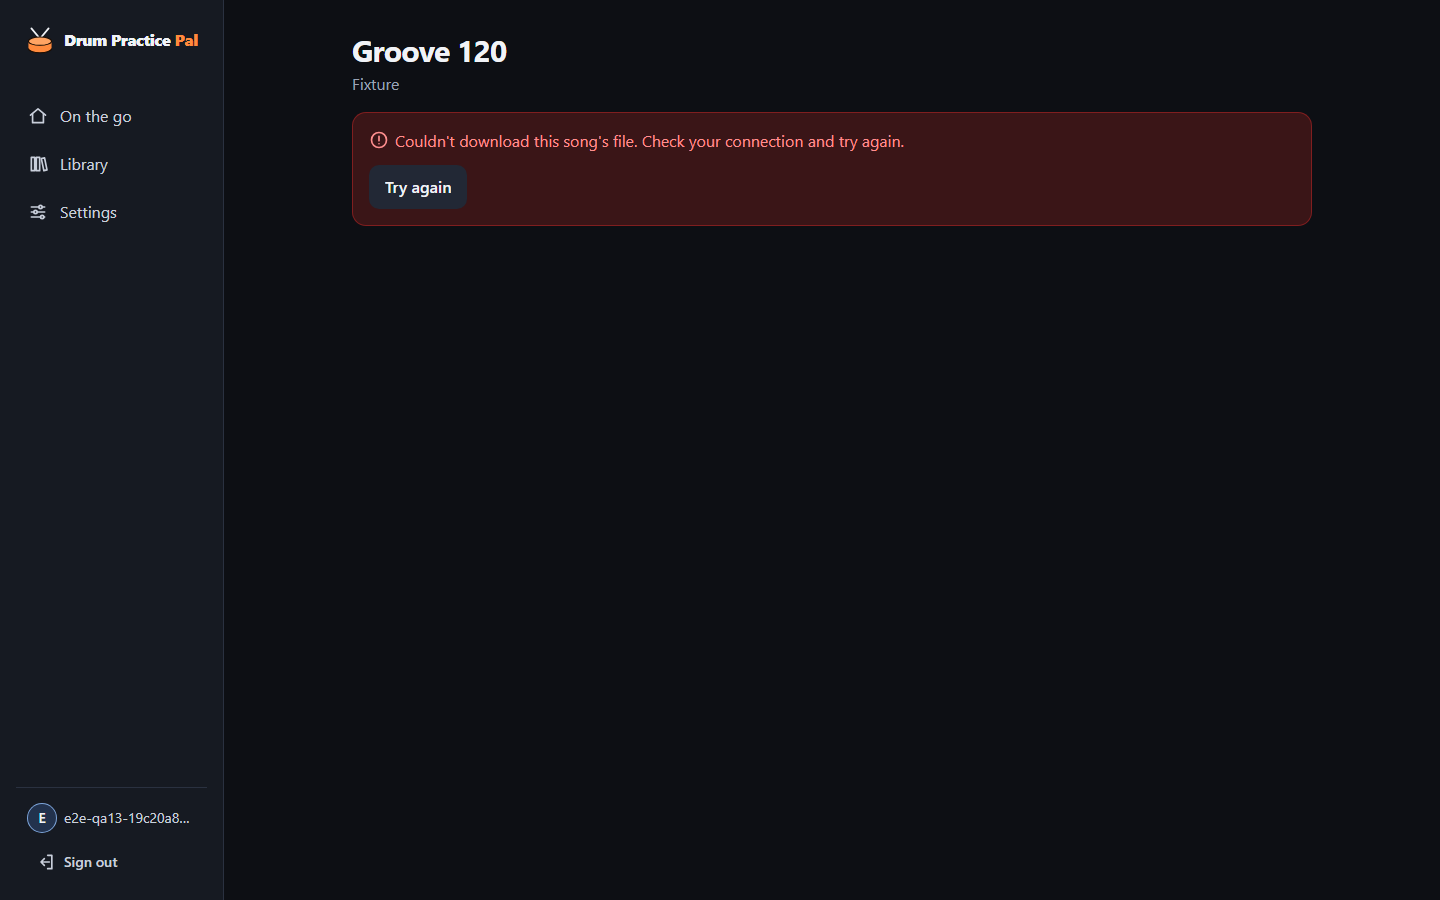 Drum Practice Pal
On the go
Library
Settings
Groove 120
Fixture
Couldn't download this song's file. Check your connection and try again.
Try again
E
e2e-qa13-19c20a8...
Sign out